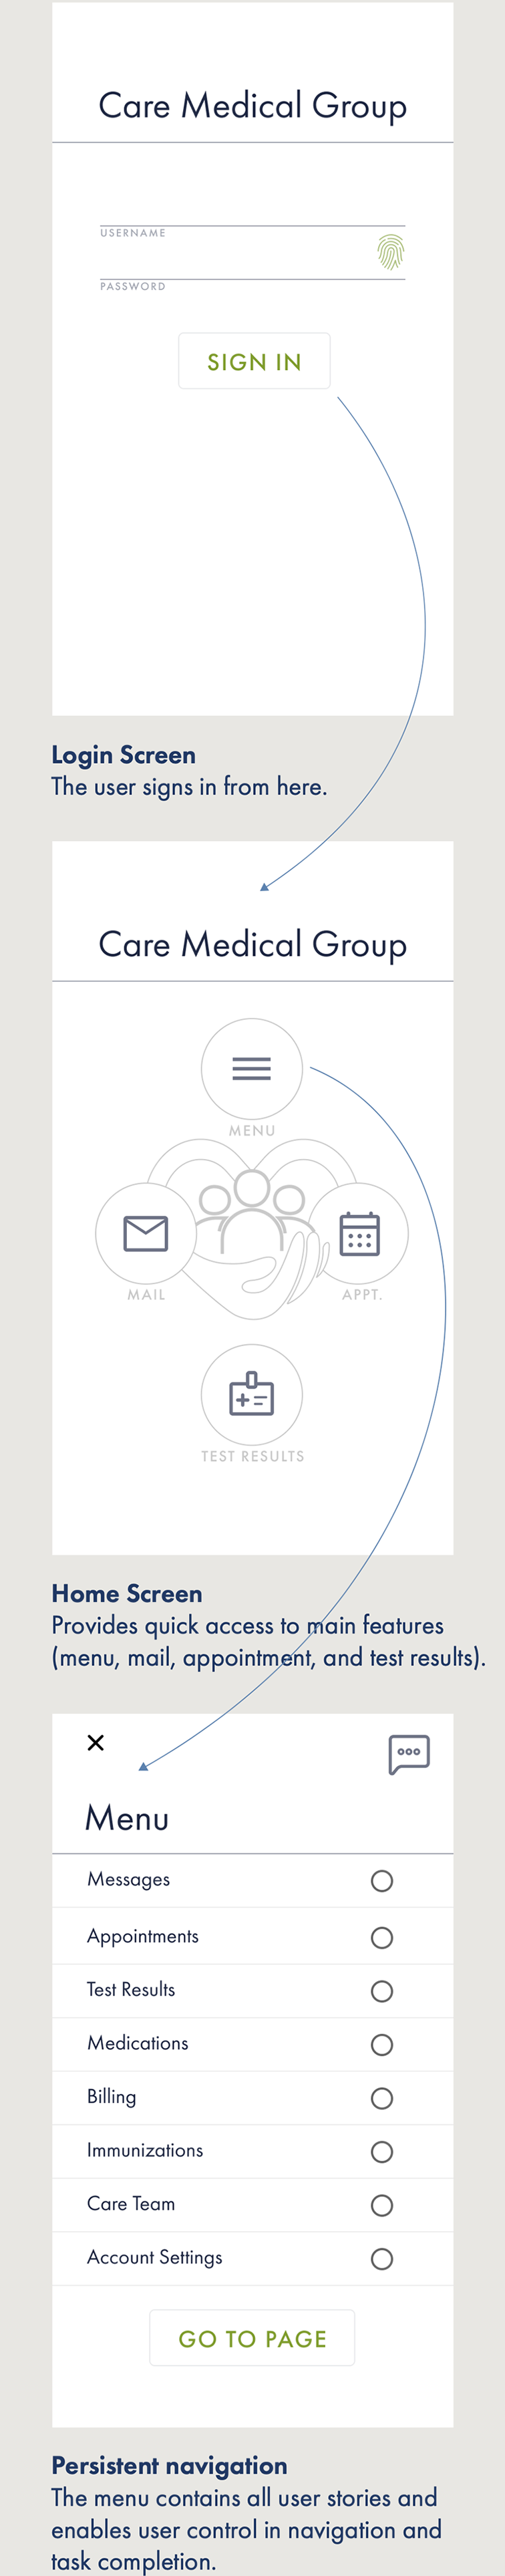 Care Medical Group
USERNAME
PASSWORD
SIGN IN
Login Screen
The user signs in from here.
Care Medical Group
MENU
MAIL
APPT.
TEST RESULTS
Home Screen
Provides quick access to main features
(menu, mail, appointment, and test results).
Menu
Messages
Appointments
Test Results
Medications
Billing
Immunizations
Care Team
Account Settings
GO TO PAGE
Persistent navigation
The menu contains all user stories and
enables user control in navigation and
task completion.